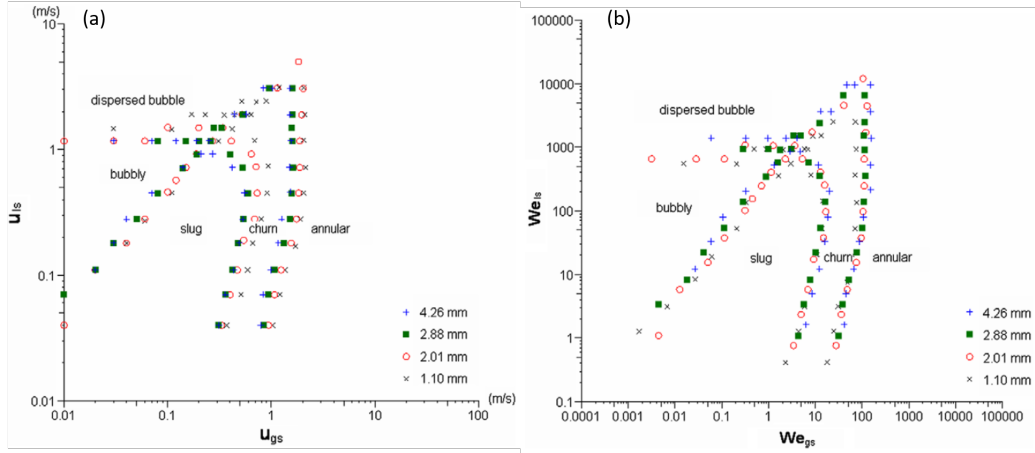 (m/s)
(a)
10
dispersed bubble
1
bubbly
slug
churn
annular
u_ls
0.1
4.26 mm
2.88 mm
2.01 mm
1.10 mm
0.01
(m/s)
0.01
0.1
1
10
100
u_gs
(b)
100000
10000
dispersed bubble
1000
bubbly
We_ls
100
slug
churn
annular
10
4.26 mm
2.88 mm
1
2.01 mm
1.10 mm
0.1
0.0001
0.001
0.01
0.1
1
10
100
1000
10000
100000
We_gs